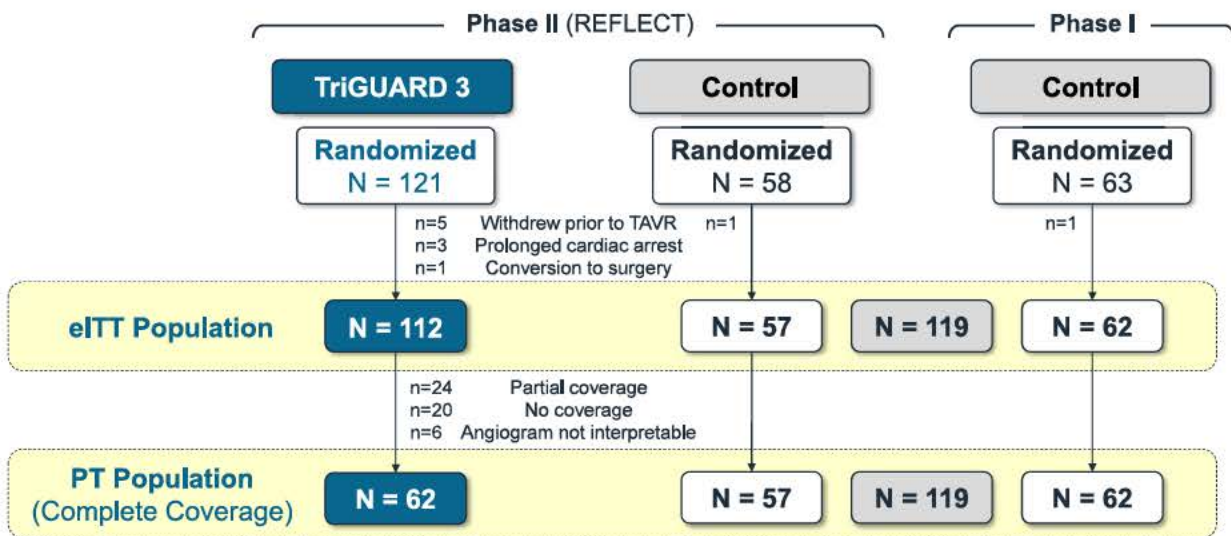 Phase II (REFLECT)
Phase I
TriGUARD 3
Control
Control
Randomized
N = 121
Randomized
N = 58
Randomized
N = 63
n=5 Withdrew prior to TAVR n=1
n=1
n=3 Prolonged cardiac arrest
n=1 Conversion to surgery
eITT Population
N = 112
N = 57
N = 119
N = 62
n=24 Partial coverage
n=20 No coverage
n=6 Angiogram not interpretable
PT Population
(Complete Coverage)
N = 62
N = 57
N = 119
N = 62